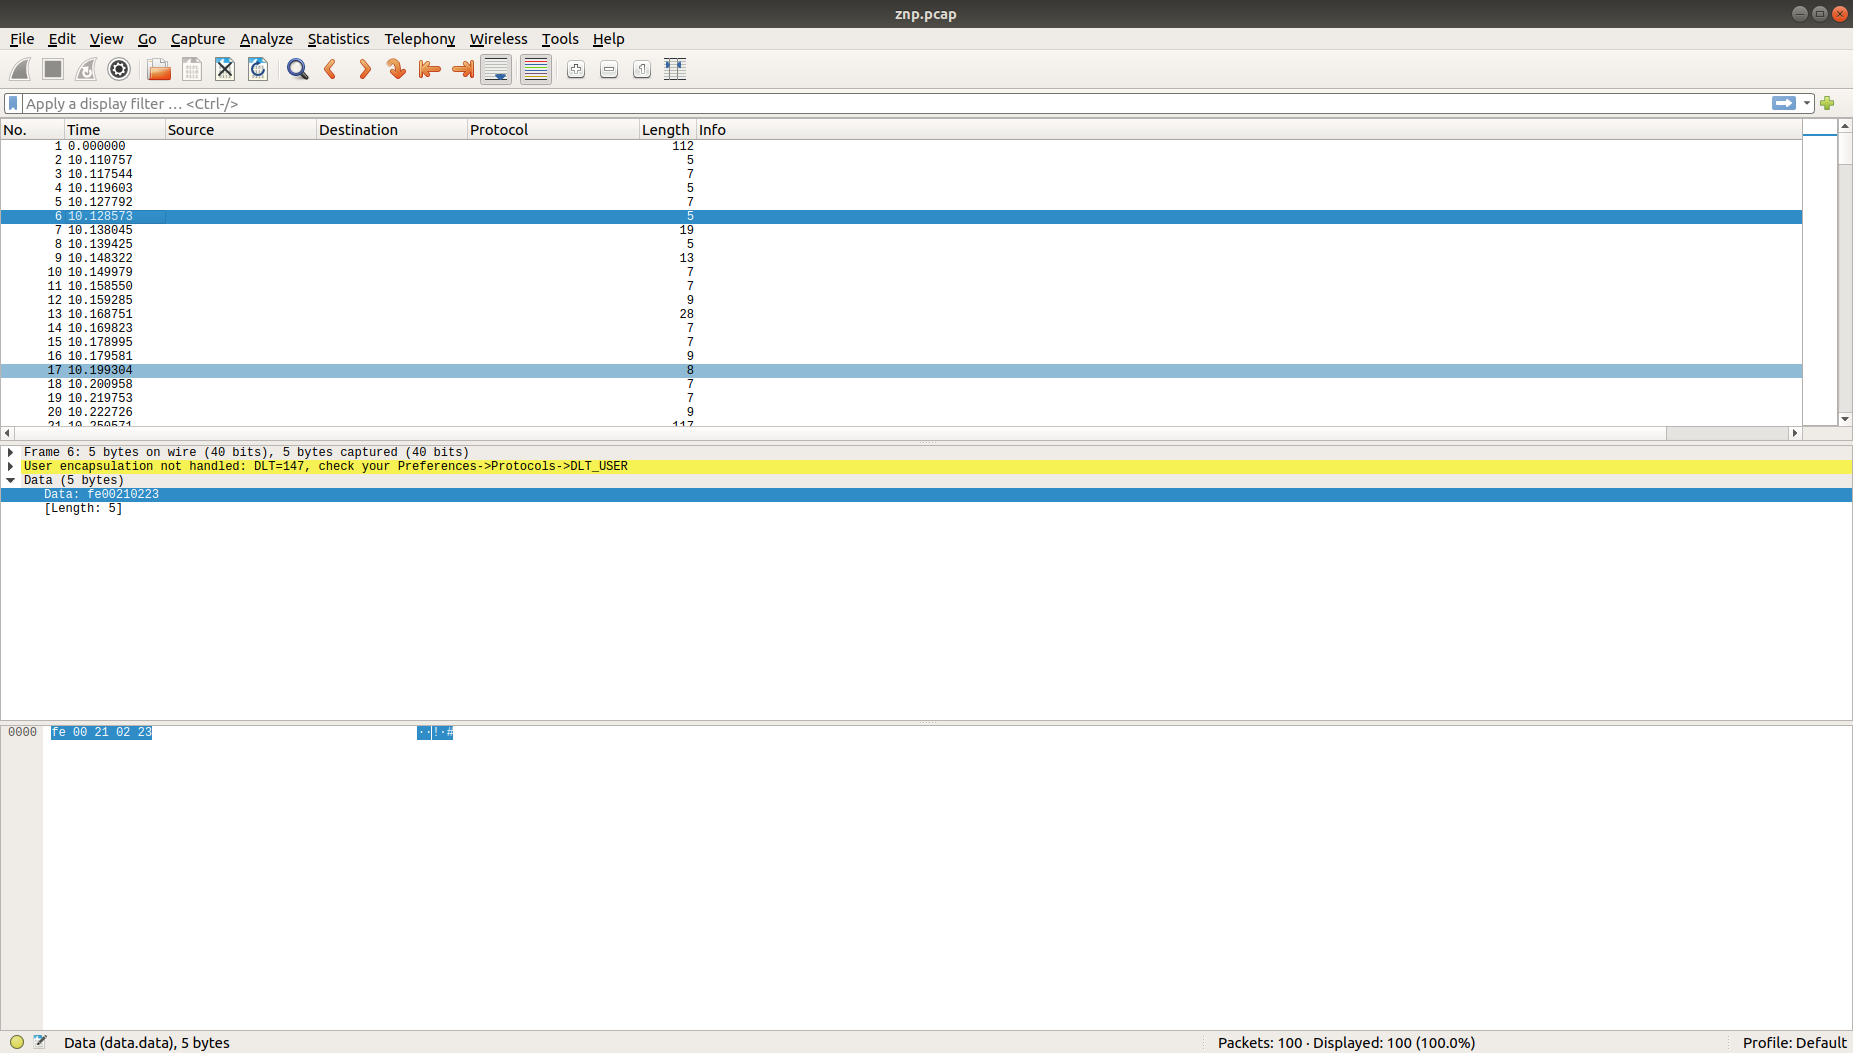 znp.pcap
File Edit View Go Capture Analyze Statistics Telephony Wireless Tools Help
Apply a display filter … <Ctrl-/>
No. Time Source Destination Protocol Length Info
1 0.000000 112
2 10.110757 5
3 10.117544 7
4 10.119603 5
5 10.127792 7
6 10.128573 5
7 10.138045 19
8 10.139425 5
9 10.148322 13
10 10.149979 7
11 10.158550 7
12 10.159285 9
13 10.168751 28
14 10.169823 7
15 10.178995 7
16 10.179581 9
17 10.199304 8
18 10.200958 7
19 10.219753 7
20 10.222726 9
21 10.250571 117
Frame 6: 5 bytes on wire (40 bits), 5 bytes captured (40 bits)
User encapsulation not handled: DLT=147, check your Preferences->Protocols->DLT_USER
Data (5 bytes)
Data: fe00210223
[Length: 5]
0000 fe 00 21 02 23 ··!·#
Data (data.data), 5 bytes Packets: 100 · Displayed: 100 (100.0%) Profile: Default